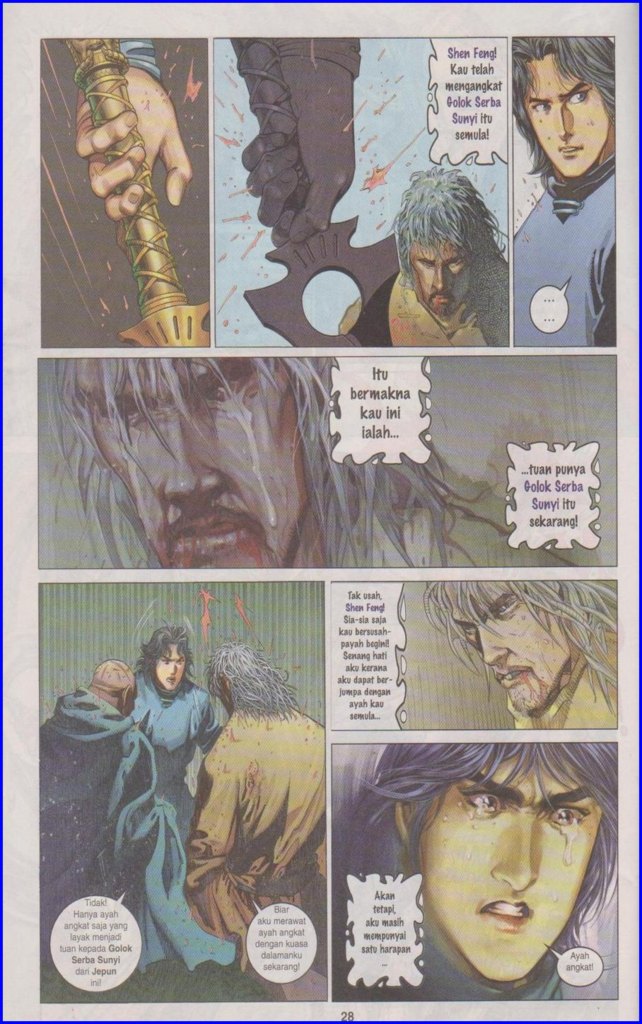 Shen Feng!
Kau telah
mengangkat
Golok Serba
Sunyi itu
semula!
...
...
Itu
bermakna
kau ini
ialah...
...tuan punya
Golok Serba
Sunyi itu
sekarang!
Tidak!
Hanya ayah
angkat saja yang
layak menjadi
tuan kepada Golok
Serba Sunyi
dari Jepun
ini!
Biar
aku merawat
ayah angkat
dengan kuasa
dalamanku
sekarang!
Tak usah,
Shen Feng!
Sia-sia saja
kau bersusah-
payah begini!
Senang hati
aku kerana
aku dapat ber-
jumpa dengan
ayah kau
semula...
Akan
tetapi,
aku masih
mempunyai
satu harapan
...
Ayah
angkat!
28